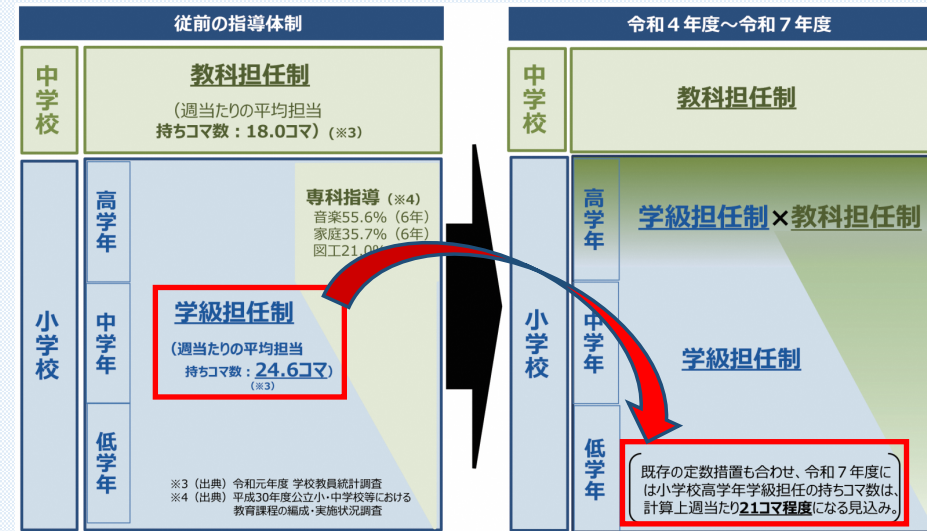 従前の指導体制
中学校
教科担任制
(週当たりの平均担当
持ちコマ数：18.0コマ) (※3)
小学校
高学年
専科指導 (※4)
音楽55.6% (6年)
家庭35.7% (6年)
図工21.0%
中学年
学級担任制
(週当たりの平均担当
持ちコマ数：24.6コマ)
(※3)
低学年
※3（出典）令和元年度 学校教員統計調査
※4（出典）平成30年度公立小・中学校等における
教育課程の編成・実施状況調査
令和４年度～令和７年度
中学校
教科担任制
小学校
高学年
学級担任制×教科担任制
中学年
学級担任制
低学年
既存の定数措置も合わせ、令和７年度に
は小学校高学年学級担任の持ちコマ数は、
計算上週当たり21コマ程度になる見込み。